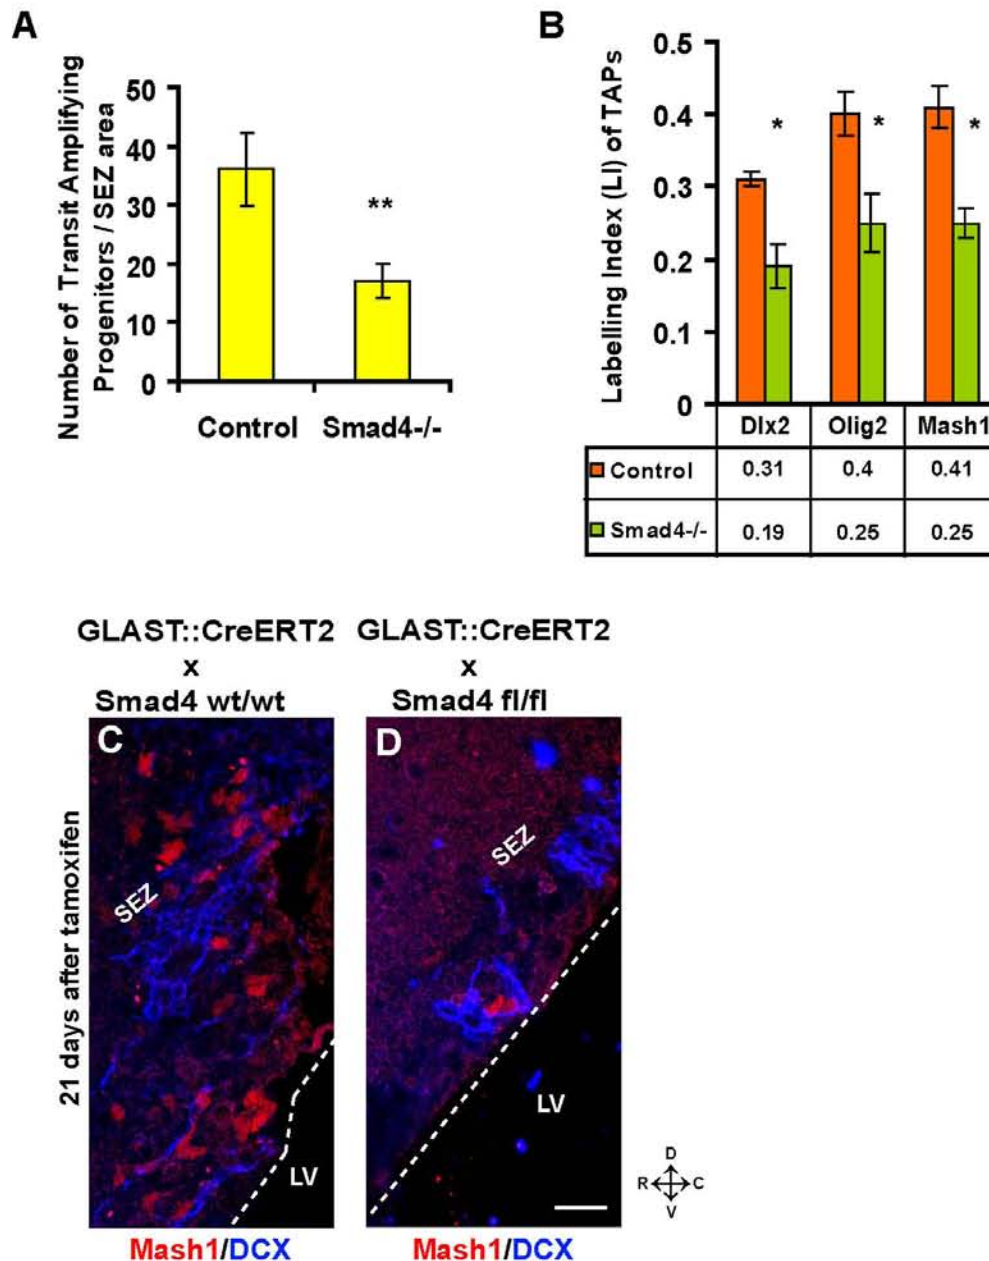 A
Number of Transit Amplifying
Progenitors / SEZ area
50
40
30
20
10
0
**
Control Smad4-/-
B
Labelling Index (LI) of TAPs
0.5
0.4
0.3
0.2
0.1
0
* * *
Dlx2 Olig2 Mash1
Control 0.31 0.4 0.41
Smad4-/- 0.19 0.25 0.25
GLAST::CreERT2
x
Smad4 wt/wt
GLAST::CreERT2
x
Smad4 fl/fl
21 days after tamoxifen
C
SEZ
LV
Mash1/DCX
D
SEZ
LV
Mash1/DCX
D
R C
V